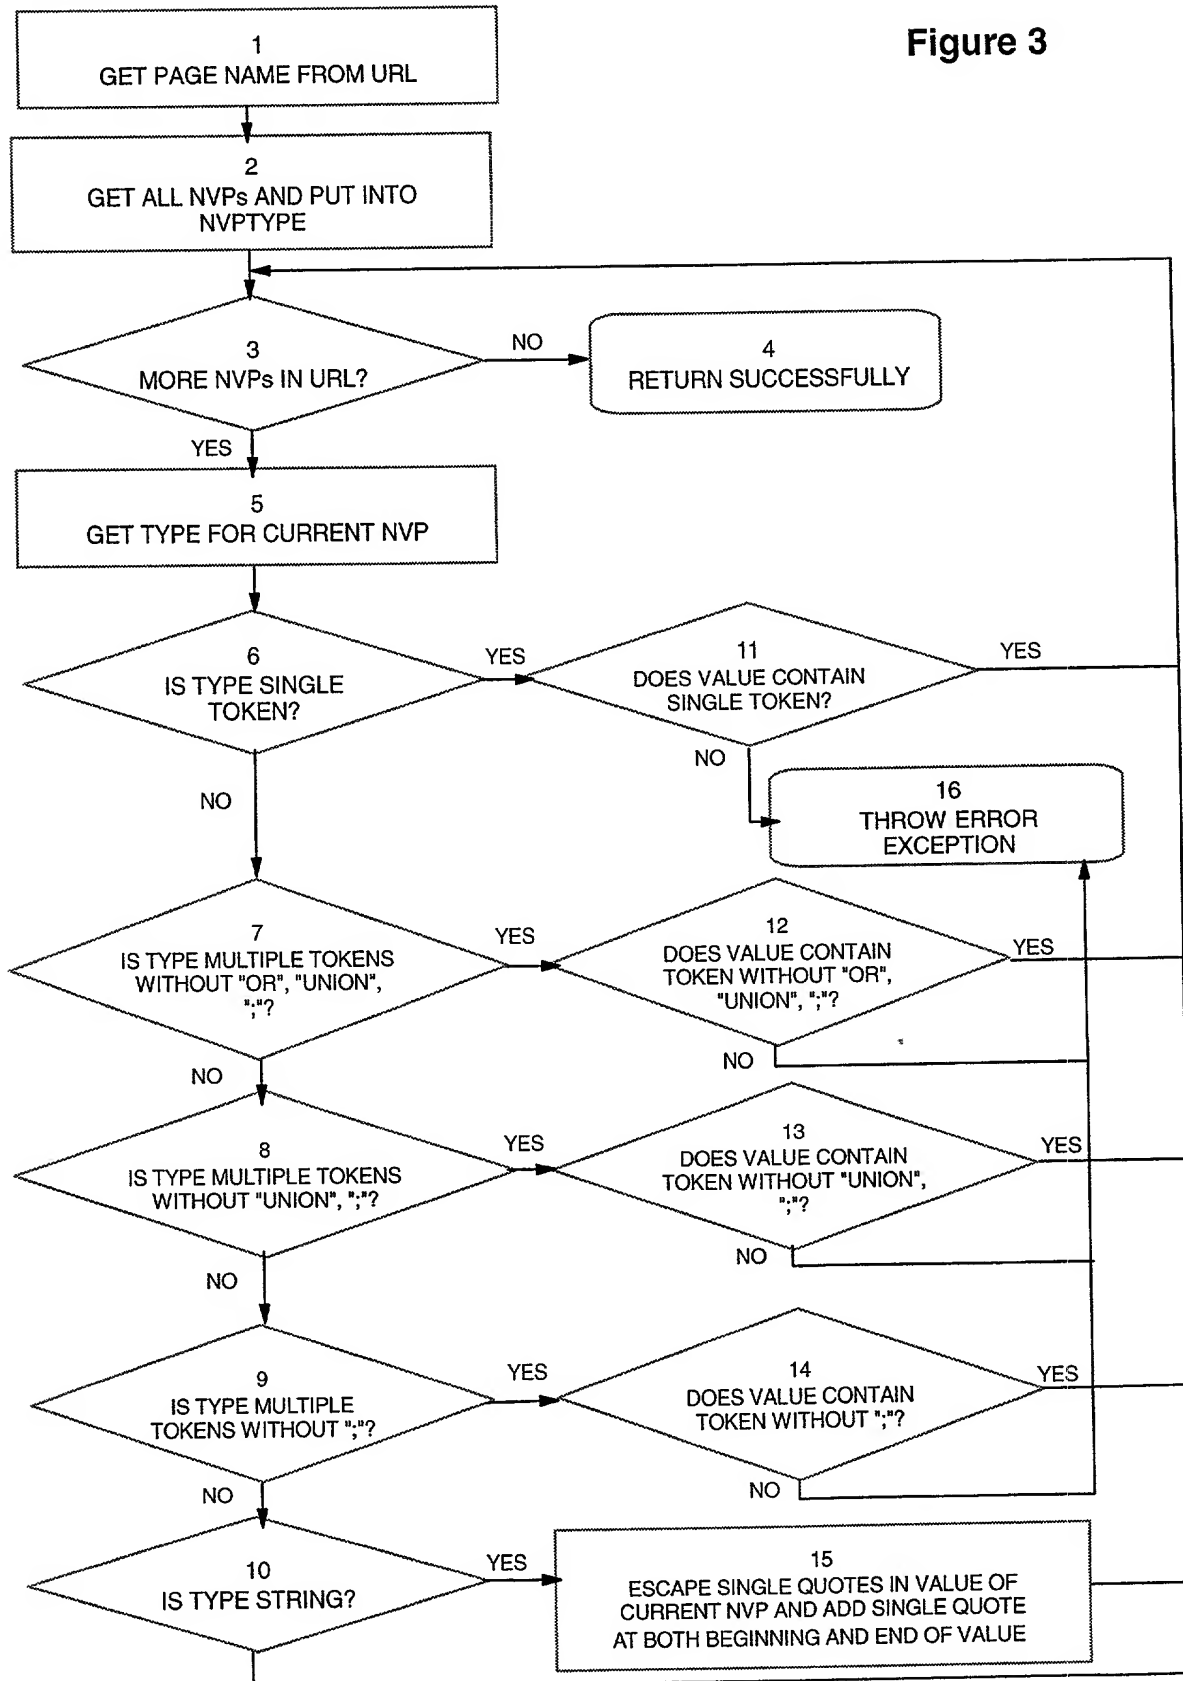 Figure 3
1
GET PAGE NAME FROM URL
2
GET ALL NVPs AND PUT INTO
NVPTYPE
3
MORE NVPs IN URL?
NO
4
RETURN SUCCESSFULLY
YES
5
GET TYPE FOR CURRENT NVP
6
IS TYPE SINGLE
TOKEN?
YES
11
DOES VALUE CONTAIN
SINGLE TOKEN?
YES
NO
NO
16
THROW ERROR
EXCEPTION
7
IS TYPE MULTIPLE TOKENS
WITHOUT "OR", "UNION",
";"?
YES
12
DOES VALUE CONTAIN
TOKEN WITHOUT "OR",
"UNION", ";"?
YES
NO
NO
8
IS TYPE MULTIPLE TOKENS
WITHOUT "UNION", ";"?
YES
13
DOES VALUE CONTAIN
TOKEN WITHOUT "UNION",
";"?
YES
NO
NO
9
IS TYPE MULTIPLE
TOKENS WITHOUT ";"?
YES
14
DOES VALUE CONTAIN
TOKEN WITHOUT ";"?
YES
NO
NO
10
IS TYPE STRING?
YES
15
ESCAPE SINGLE QUOTES IN VALUE OF
CURRENT NVP AND ADD SINGLE QUOTE
AT BOTH BEGINNING AND END OF VALUE